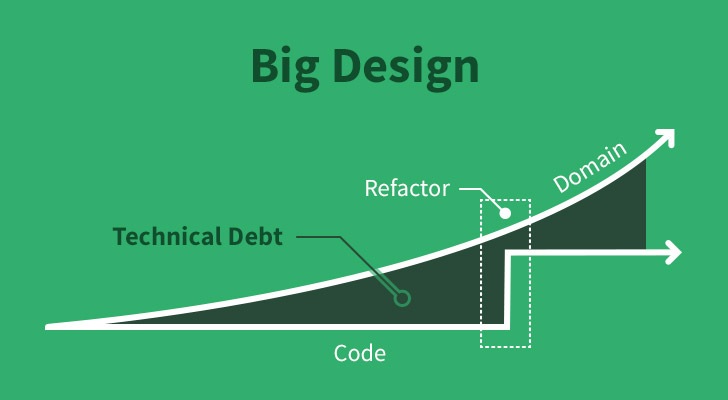 Big Design
Domain
Refactor
Technical Debt
Code